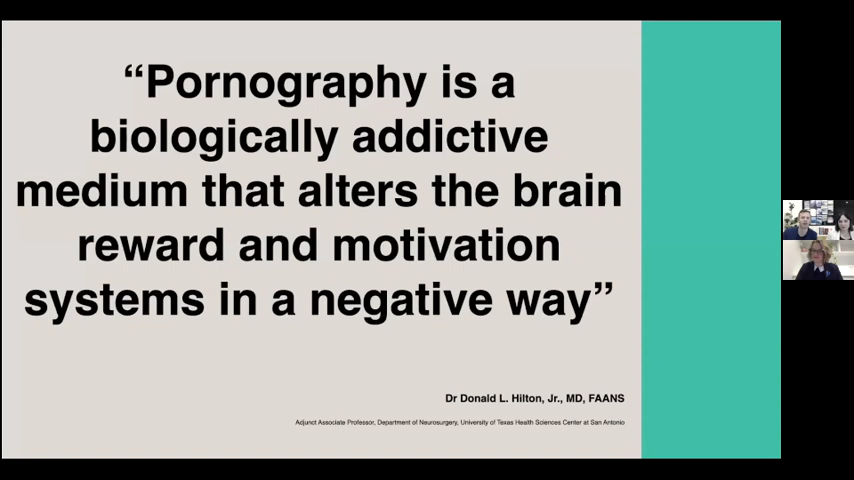 “Pornography is a
biologically addictive
medium that alters the brain
reward and motivation
systems in a negative way”
Dr Donald L. Hilton, Jr., MD, FAANS
Adjunct Associate Professor, Department of Neurosurgery, University of Texas Health Sciences Center at San Antonio